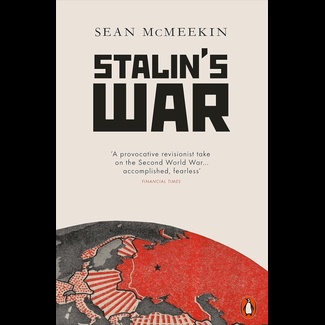 SEAN McMEEKIN
STALIN'S
WAR
'A provocative revisionist take
on the Second World War...
accomplished, fearless'
FINANCIAL TIMES